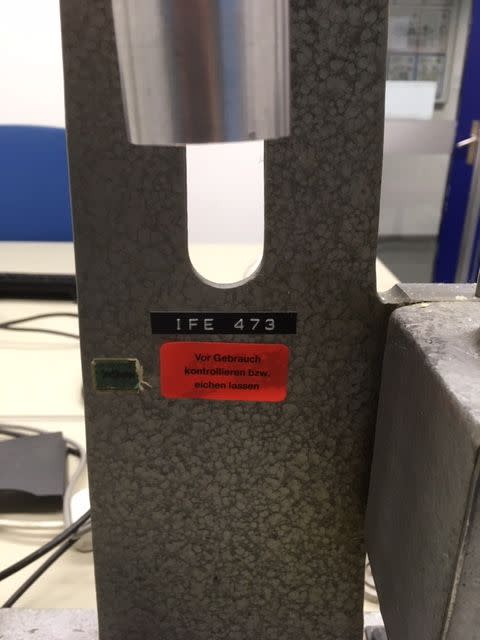 IFE 473
Vor Gebrauch
kontrollieren bzw.
eichen lassen